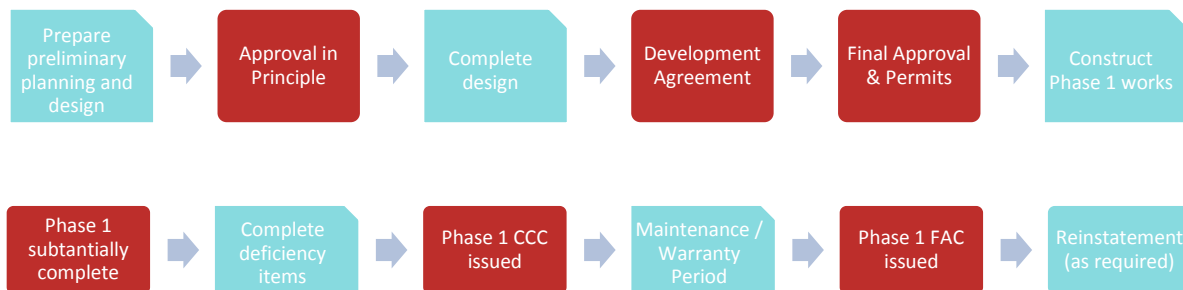 Prepare
preliminary
planning and
design
Approval in
Principle
Complete
design
Development
Agreement
Final Approval
& Permits
Construct
Phase 1 works
Phase 1
subtantially
complete
Complete
deficiency
items
Phase 1 CCC
issued
Maintenance /
Warranty
Period
Phase 1 FAC
issued
Reinstatement
(as required)